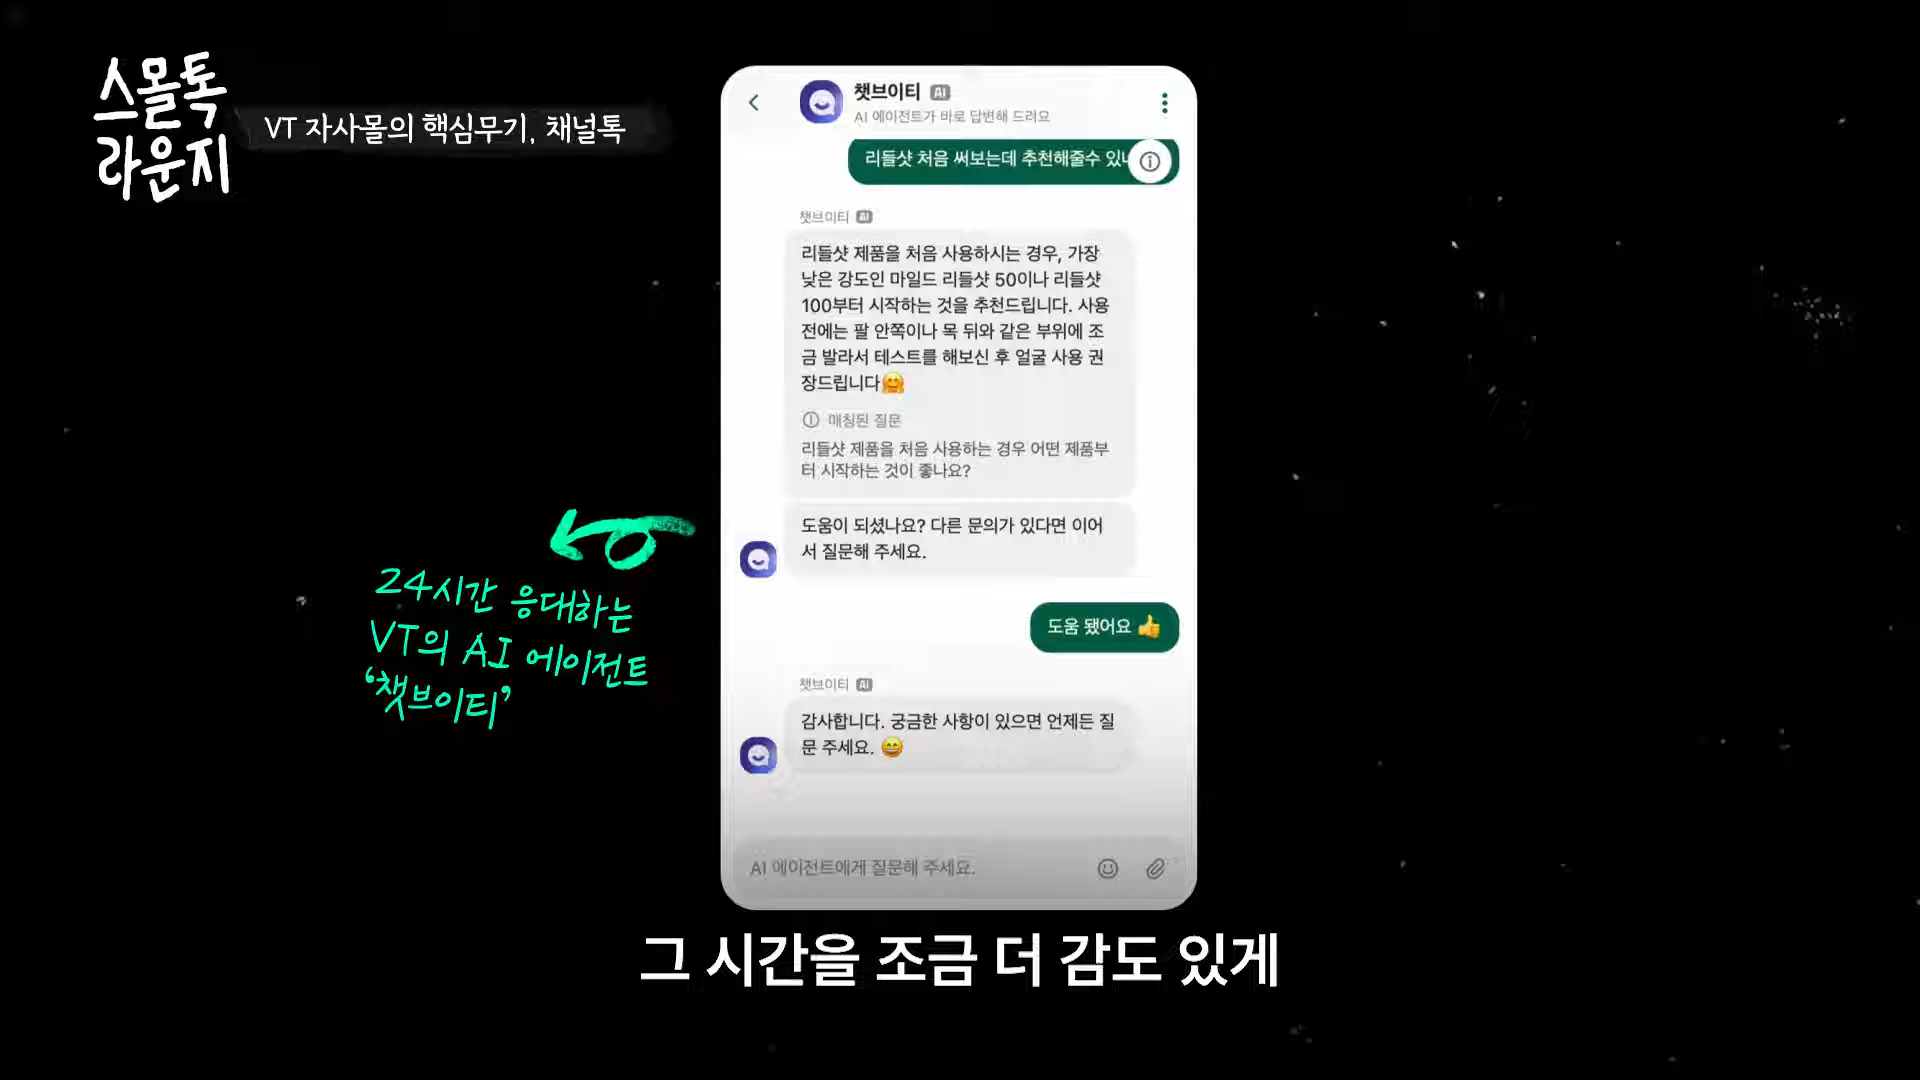 스몰톡
라운지
VT 자사몰의 핵심무기, 채널톡
챗브이티 AI
AI 에이전트가 바로 답변해 드려요
리들샷 처음 써보는데 추천해줄수 있
챗브이티 AI
리들샷 제품을 처음 사용하시는 경우, 가장
낮은 강도인 마일드 리들샷 50이나 리들샷
100부터 시작하는 것을 추천드립니다. 사용
전에는 팔 안쪽이나 목 뒤와 같은 부위에 조
금 발라서 테스트를 해보신 후 얼굴 사용 권
장드립니다🤗
매칭된 질문
리들샷 제품을 처음 사용하는 경우 어떤 제품부
터 시작하는 것이 좋나요?
도움이 되셨나요? 다른 문의가 있다면 이어
서 질문해 주세요.
도움 됐어요 👍
챗브이티 AI
감사합니다. 궁금한 사항이 있으면 언제든 질
문 주세요. 😄
AI 에이전트에게 질문해 주세요.
24시간 응대하는
VT의 AI 에이전트
‘챗브이티’
그 시간을 조금 더 감도 있게